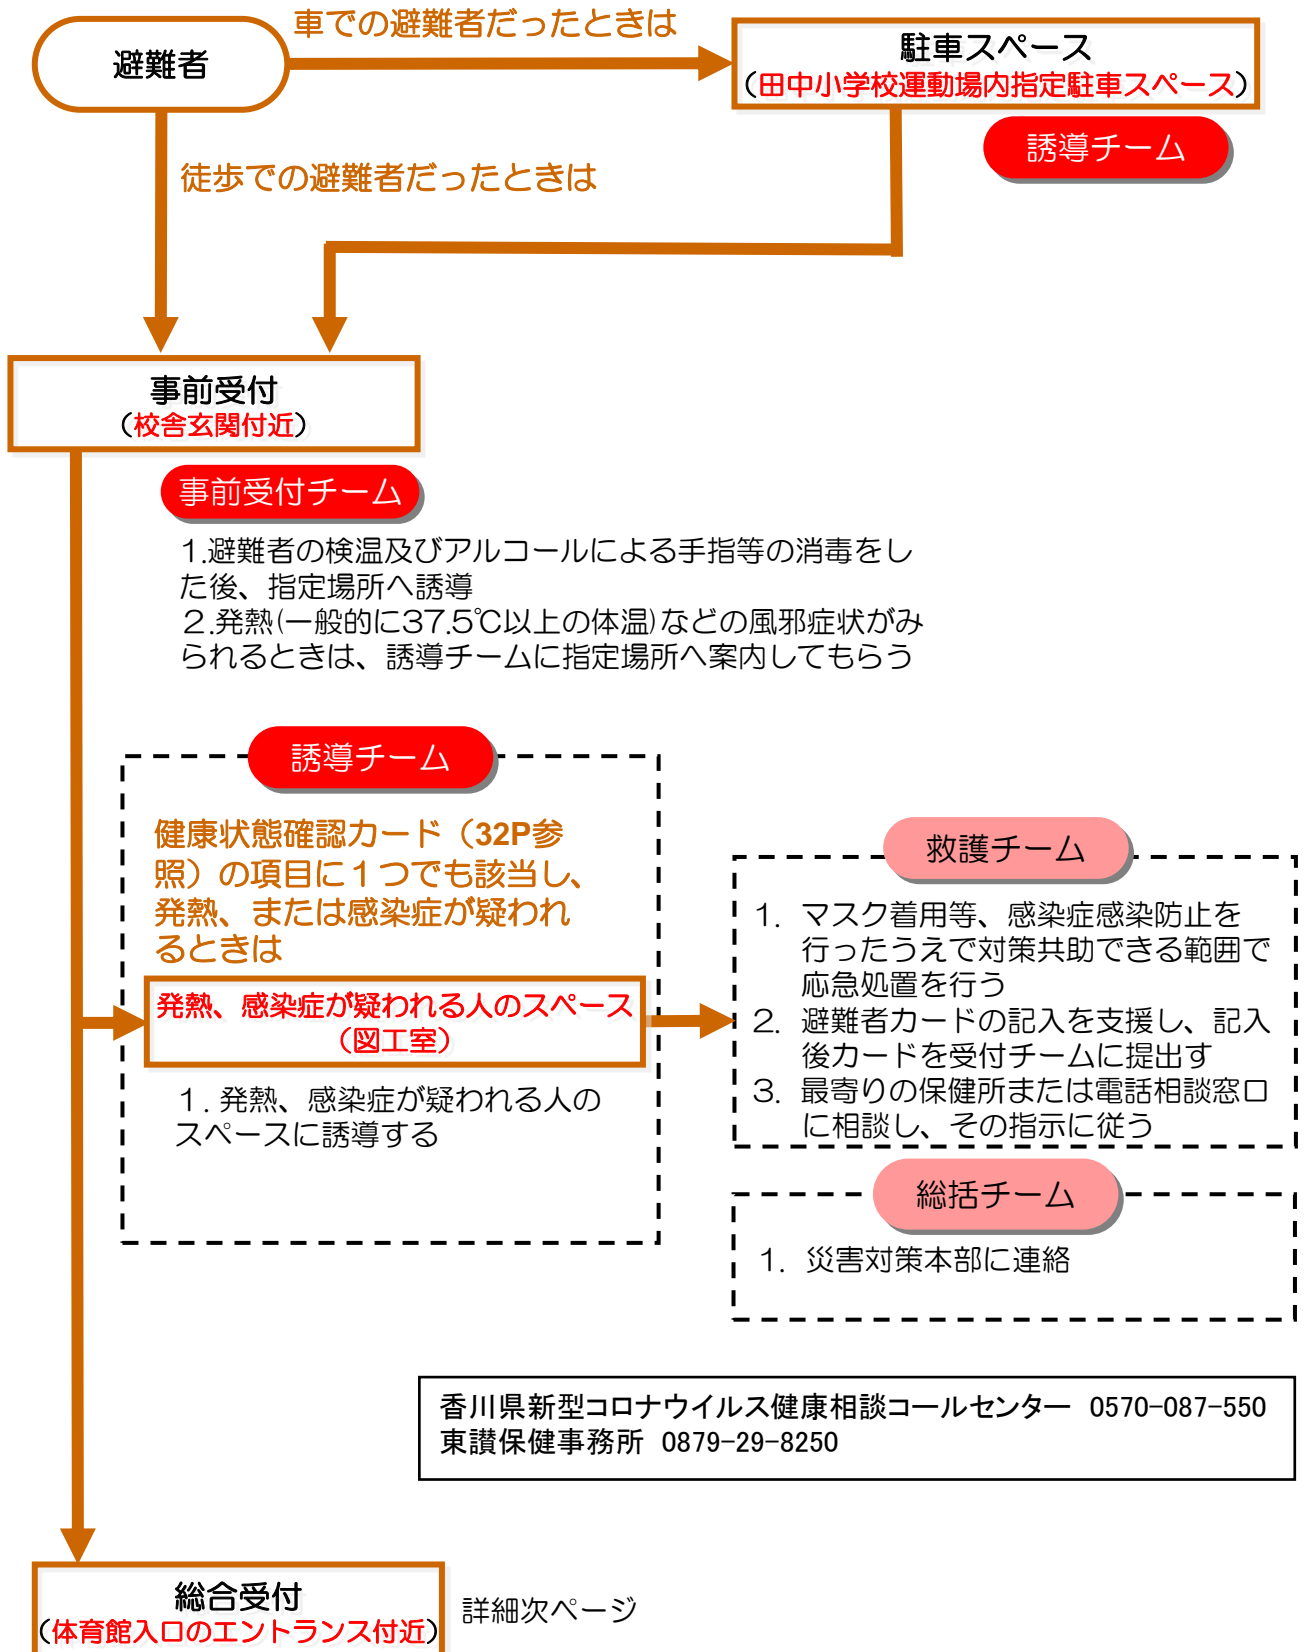 車での避難者だったときは
避難者
駐車スペース
（田中小学校運動場内指定駐車スペース）
誘導チーム
徒歩での避難者だったときは
事前受付
（校舎玄関付近）
事前受付チーム
１.避難者の検温及びアルコールによる手指等の消毒をし
た後、指定場所へ誘導
２.発熱(一般的に37.5℃以上の体温)などの風邪症状がみ
られるときは、誘導チームに指定場所へ案内してもらう
誘導チーム
健康状態確認カード（32P参
照）の項目に１つでも該当し、
発熱、または感染症が疑われ
るときは
発熱、感染症が疑われる人のスペース
（図工室）
１. 発熱、感染症が疑われる人の
スペースに誘導する
救護チーム
1. マスク着用等、感染症感染防止を
行ったうえで対策共助できる範囲で
応急処置を行う
2. 避難者カードの記入を支援し、記入
後カードを受付チームに提出す
3. 最寄りの保健所または電話相談窓口
に相談し、その指示に従う
総括チーム
1. 災害対策本部に連絡
香川県新型コロナウイルス健康相談コールセンター 0570-087-550
東讃保健事務所 0879-29-8250
総合受付
（体育館入口のエントランス付近）
詳細次ページ